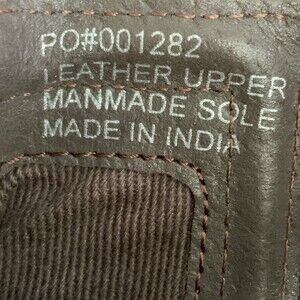 PO#001282
LEATHER UPPER
MANMADE SOLE
MADE IN INDIA